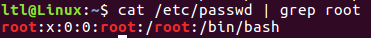 ltl@Linux:~$ cat /etc/passwd | grep root
root:x:0:0:root:/root:/bin/bash